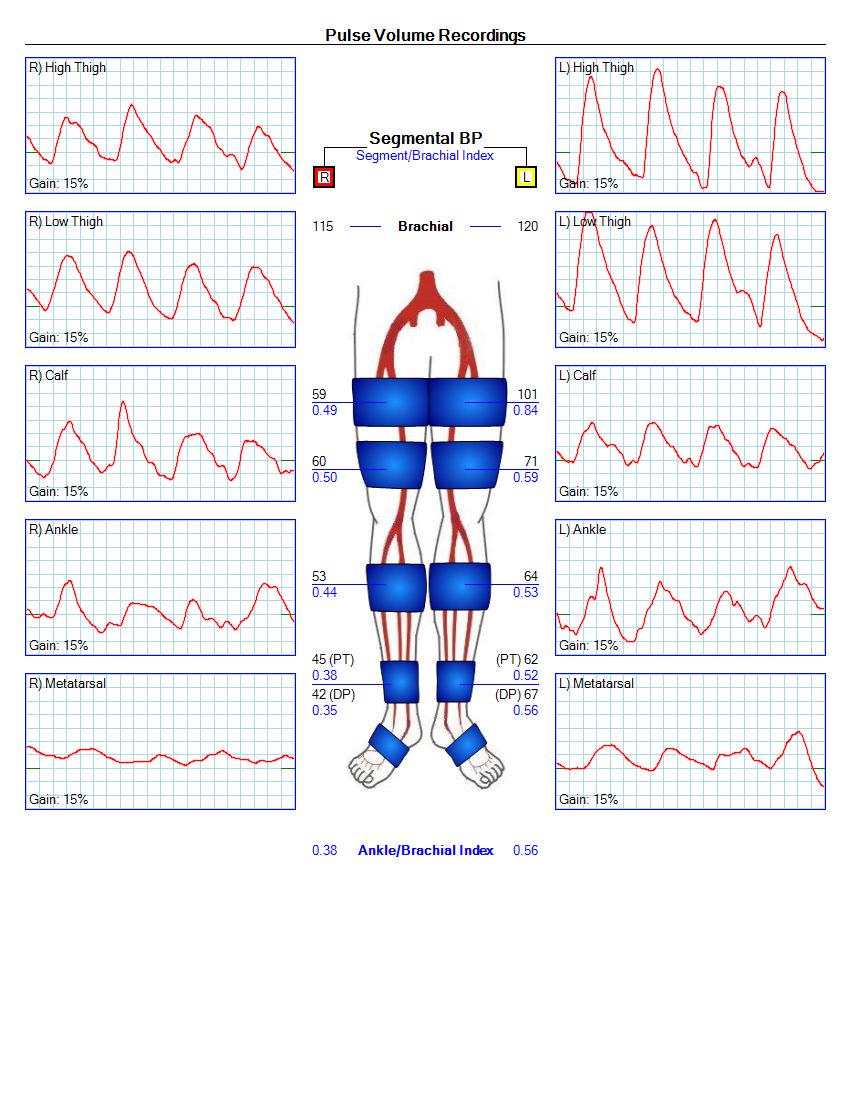 Pulse Volume Recordings
R) High Thigh
Gain: 15%
R) Low Thigh
Gain: 15%
R) Calf
Gain: 15%
R) Ankle
Gain: 15%
R) Metatarsal
Gain: 15%
Segmental BP
Segment/Brachial Index
R L
115 Brachial 120
59 101
0.49 0.84
60 71
0.50 0.59
53 64
0.44 0.53
45 (PT) (PT) 62
0.38 0.52
42 (DP) (DP) 67
0.35 0.56
0.38 Ankle/Brachial Index 0.56
L) High Thigh
Gain: 15%
L) Low Thigh
Gain: 15%
L) Calf
Gain: 15%
L) Ankle
Gain: 15%
L) Metatarsal
Gain: 15%